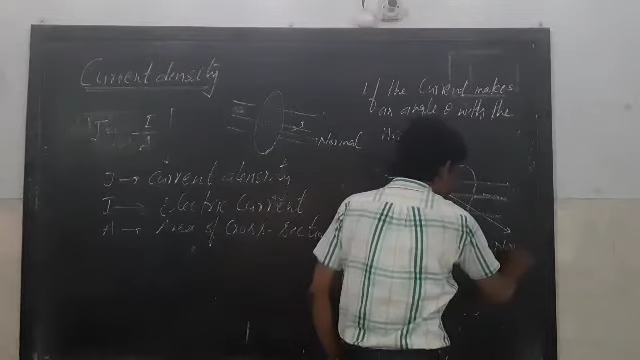 Current density
J = I/A
Normal
J → Current density
I → Electric Current
A → Area of Cross-Section
If the Current makes
an angle θ with the